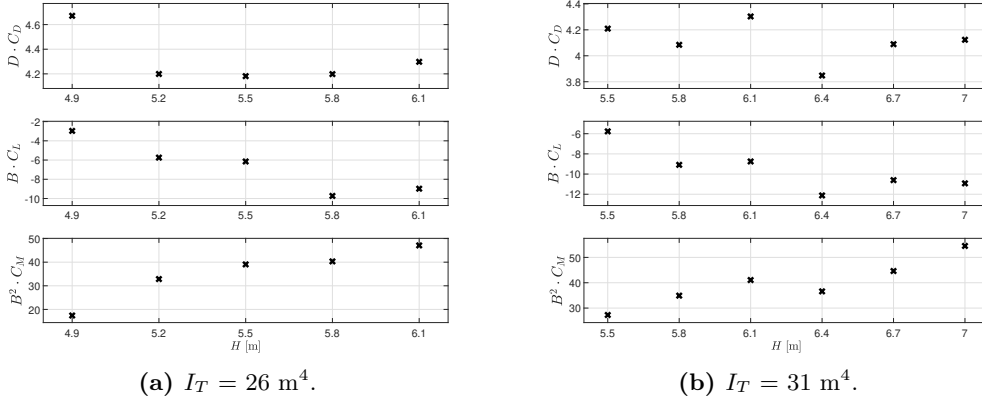 D · C_D
4.6
4.4
4.2
4.9 5.2 5.5 5.8 6.1
B · C_L
-2
-4
-6
-8
-10
4.9 5.2 5.5 5.8 6.1
B² · C_M
50
40
30
20
4.9 5.2 5.5 5.8 6.1
H [m]
(a) I_T = 26 m⁴.
D · C_D
4.4
4.2
4
3.8
5.5 5.8 6.1 6.4 6.7 7
B · C_L
-6
-8
-10
-12
5.5 5.8 6.1 6.4 6.7 7
B² · C_M
50
40
30
5.5 5.8 6.1 6.4 6.7 7
H [m]
(b) I_T = 31 m⁴.